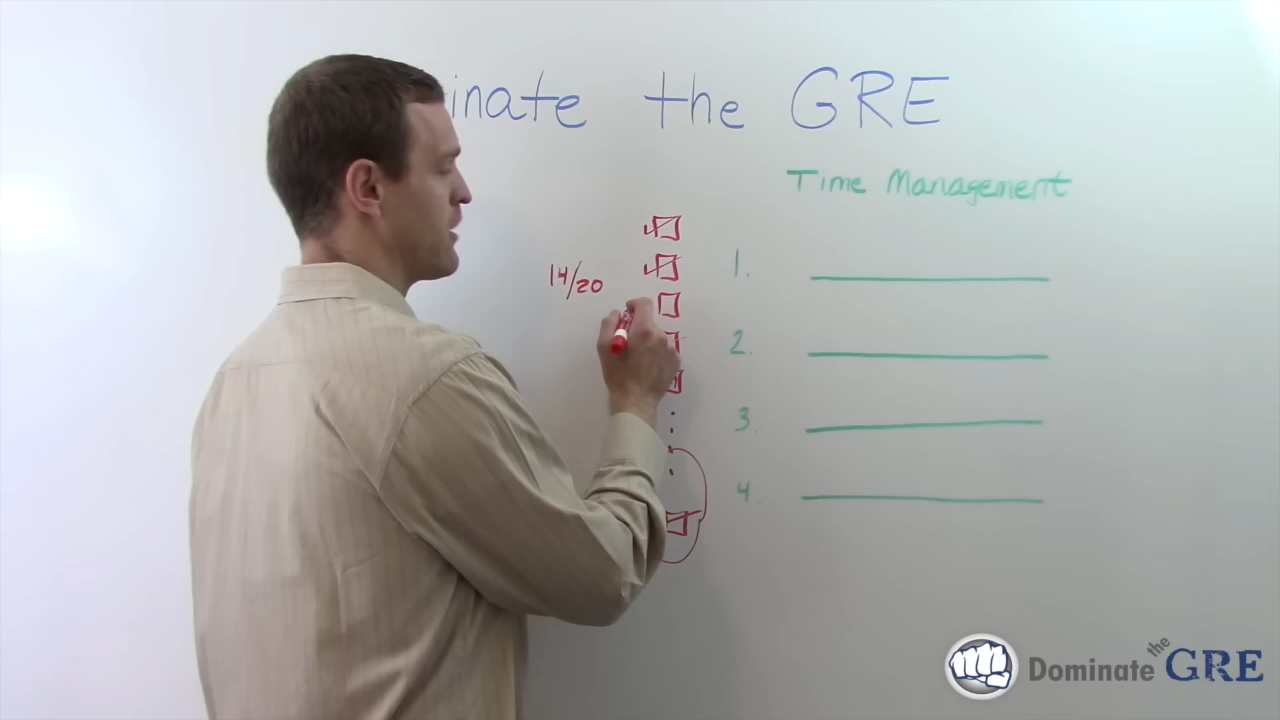 inate the GRE
Time Management
14/20
1.
2.
3.
4.
Dominate the GRE